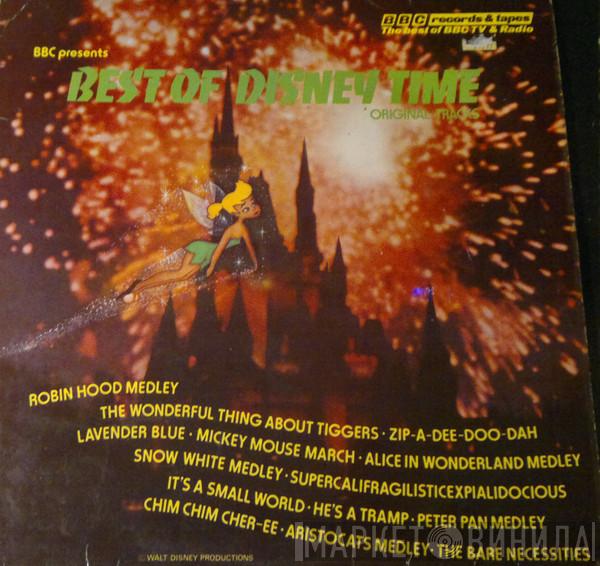 BBC records & tapes
The best of BBC TV & Radio
BBC presents
BEST OF DISNEY TIME
ORIGINAL TRACKS
ROBIN HOOD MEDLEY
THE WONDERFUL THING ABOUT TIGGERS · ZIP-A-DEE-DOO-DAH
LAVENDER BLUE · MICKEY MOUSE MARCH · ALICE IN WONDERLAND MEDLEY
SNOW WHITE MEDLEY · SUPERCALIFRAGILISTICEXPIALIDOCIOUS
IT'S A SMALL WORLD · HE'S A TRAMP · PETER PAN MEDLEY
CHIM CHIM CHER-EE · ARISTOCATS MEDLEY · THE BARE NECESSITIES
© WALT DISNEY PRODUCTIONS
МАРКЕТ ВИНИЛА